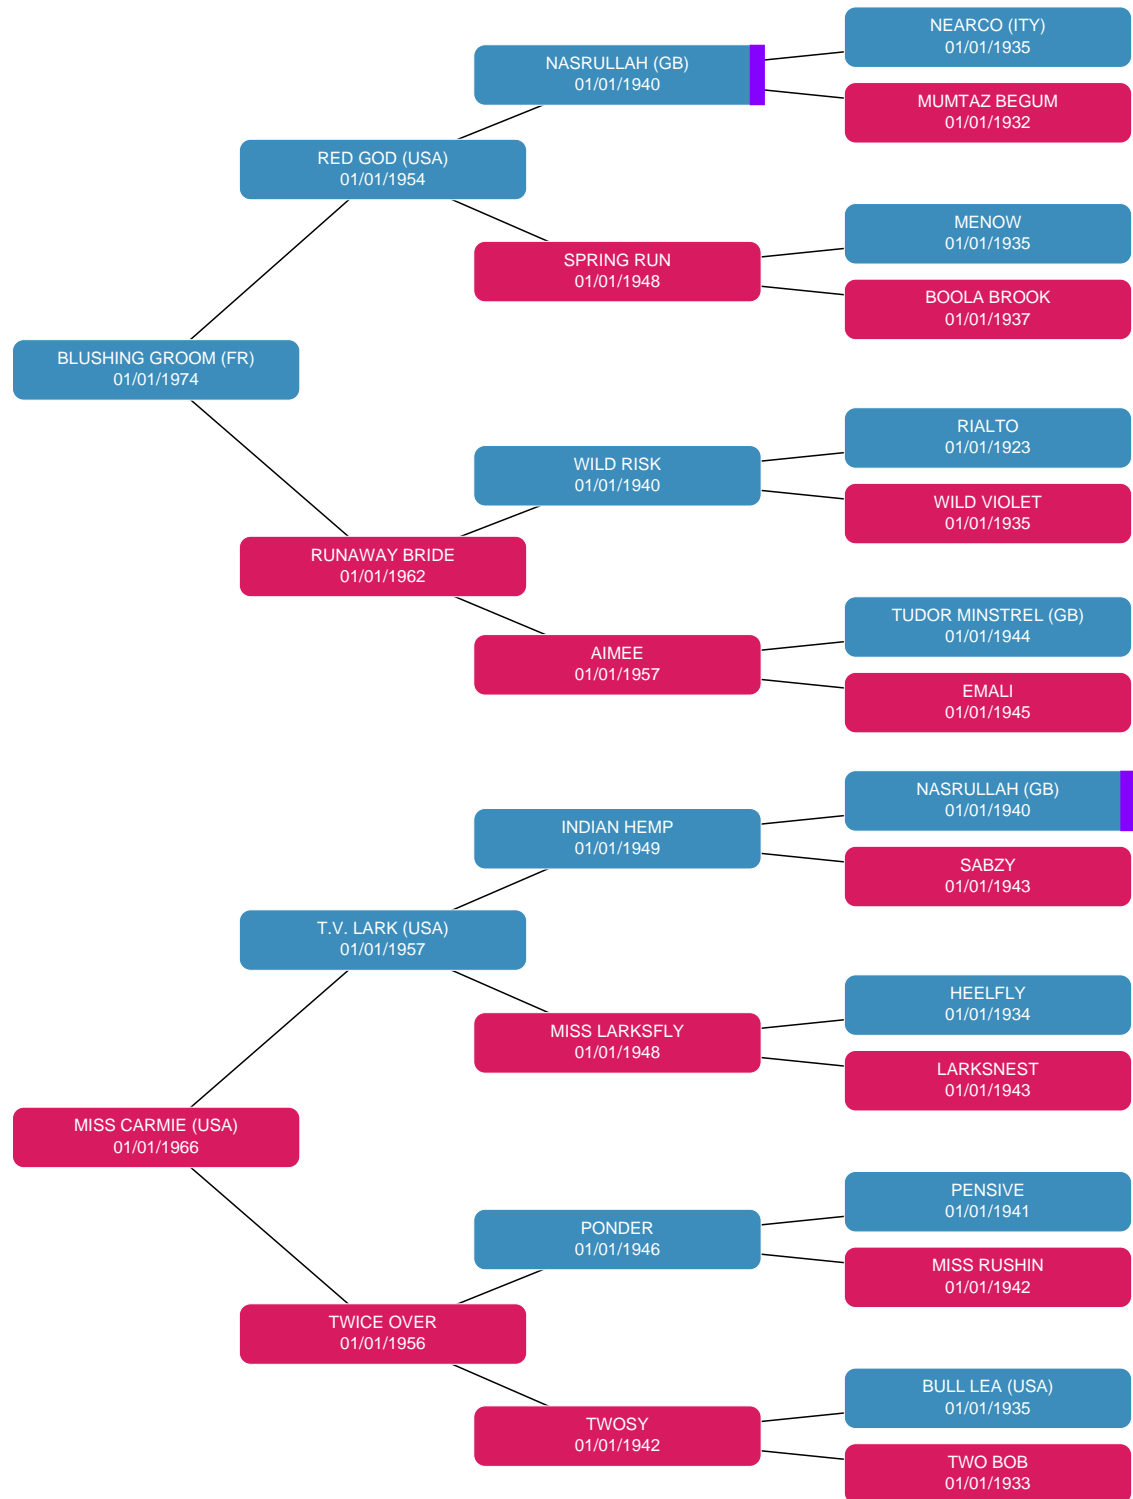 NEARCO (ITY)
01/01/1935
NASRULLAH (GB)
01/01/1940
MUMTAZ BEGUM
01/01/1932
RED GOD (USA)
01/01/1954
MENOW
01/01/1935
SPRING RUN
01/01/1948
BOOLA BROOK
01/01/1937
BLUSHING GROOM (FR)
01/01/1974
RIALTO
01/01/1923
WILD RISK
01/01/1940
WILD VIOLET
01/01/1935
RUNAWAY BRIDE
01/01/1962
TUDOR MINSTREL (GB)
01/01/1944
AIMEE
01/01/1957
EMALI
01/01/1945
NASRULLAH (GB)
01/01/1940
INDIAN HEMP
01/01/1949
SABZY
01/01/1943
T.V. LARK (USA)
01/01/1957
HEELFLY
01/01/1934
MISS LARKSFLY
01/01/1948
LARKSNEST
01/01/1943
MISS CARMIE (USA)
01/01/1966
PENSIVE
01/01/1941
PONDER
01/01/1946
MISS RUSHIN
01/01/1942
TWICE OVER
01/01/1956
BULL LEA (USA)
01/01/1935
TWOSY
01/01/1942
TWO BOB
01/01/1933